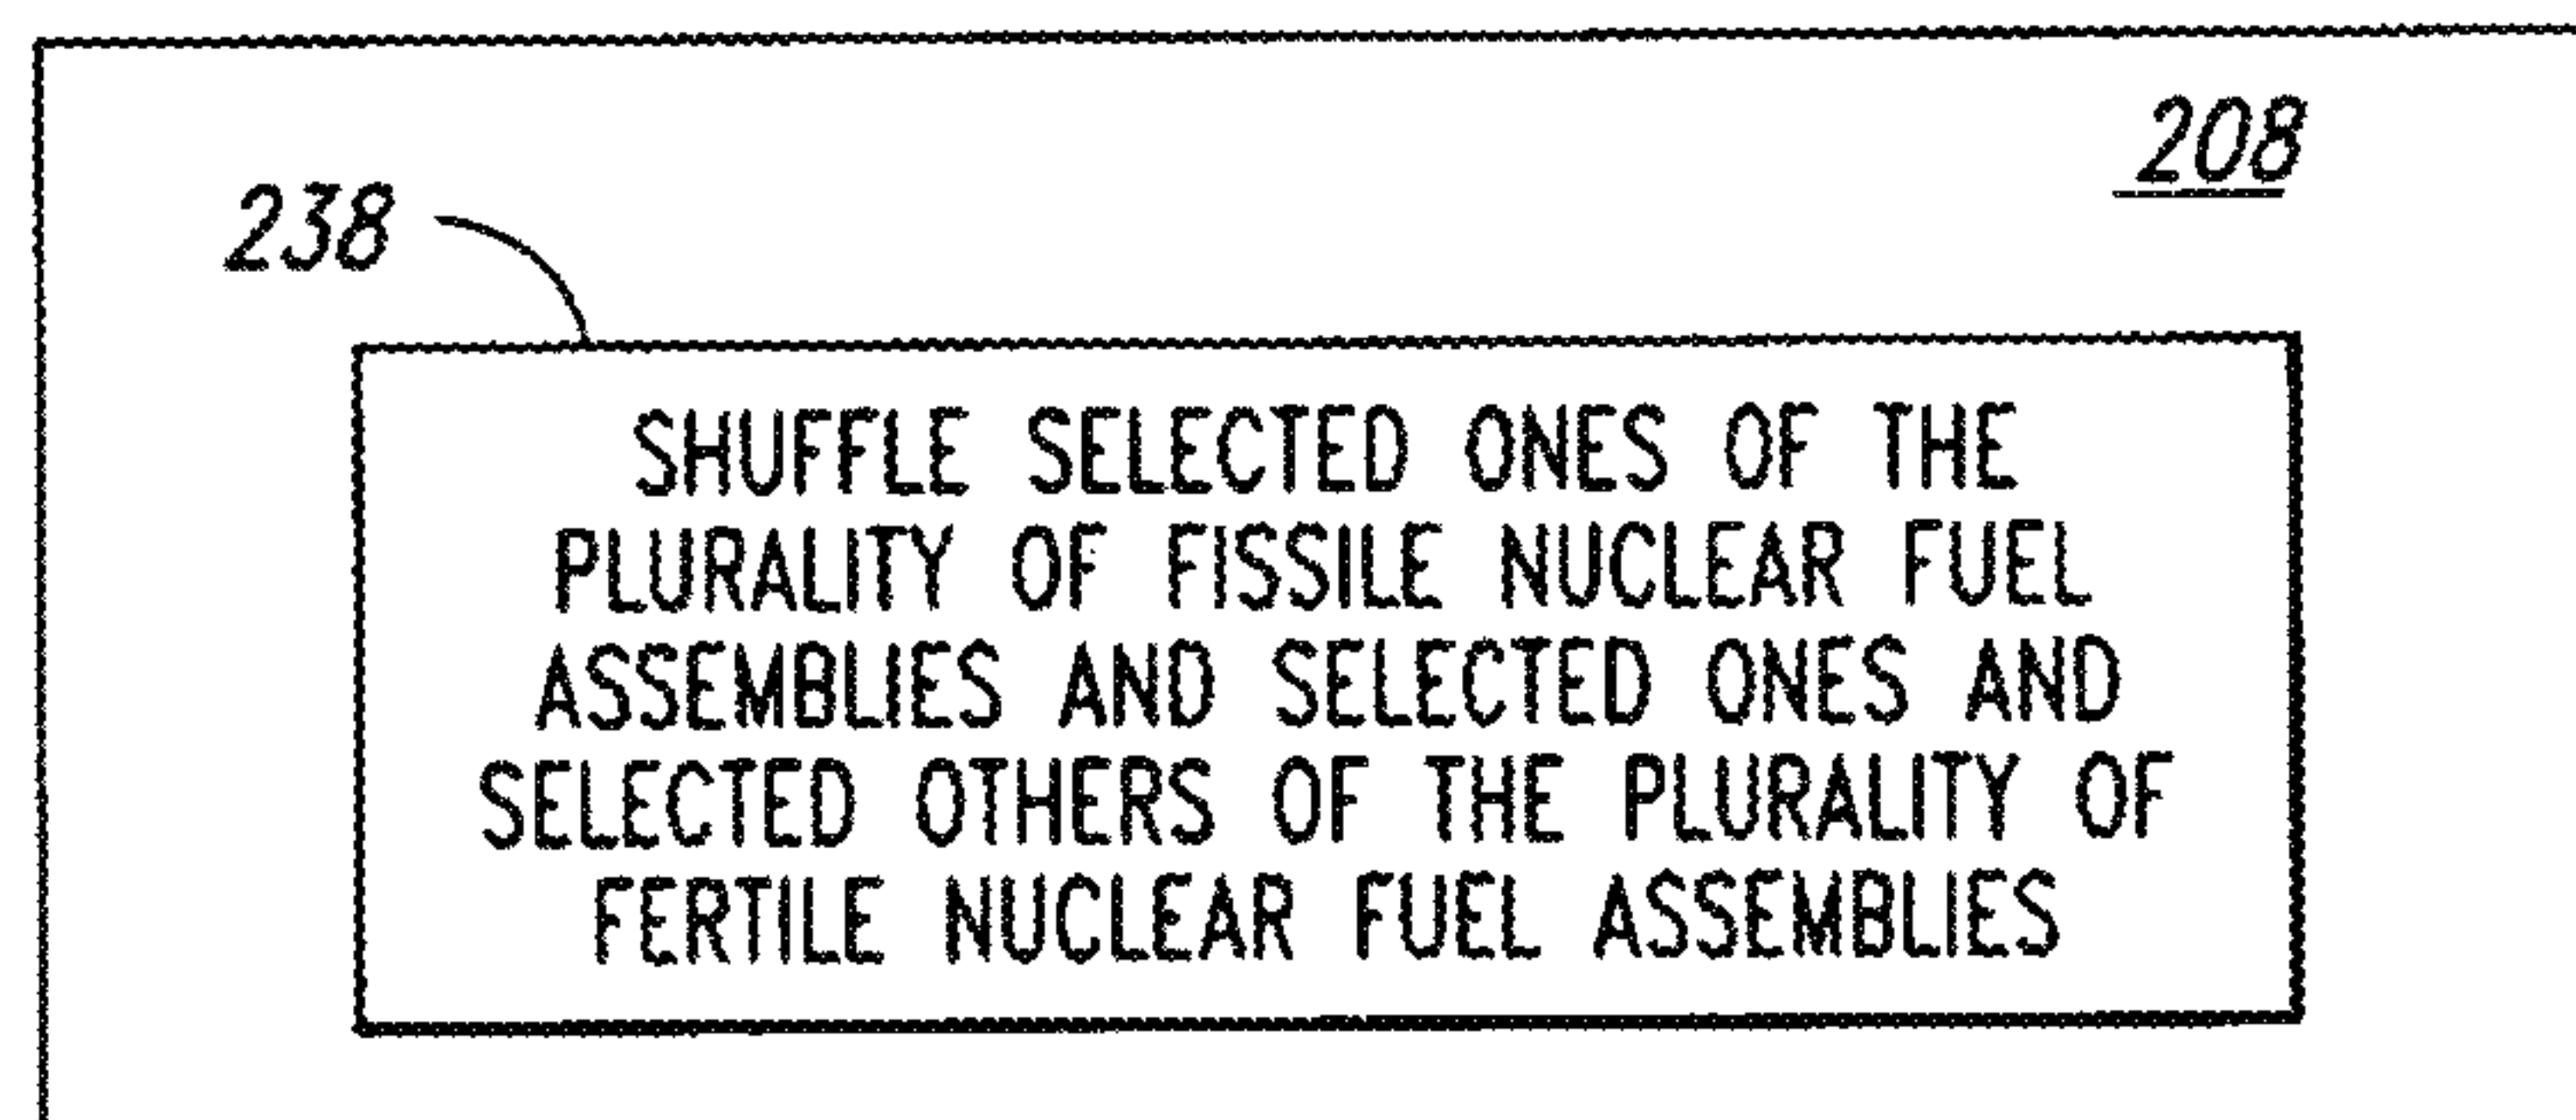 208
238
SHUFFLE SELECTED ONES OF THE
PLURALITY OF FISSILE NUCLEAR FUEL
ASSEMBLIES AND SELECTED ONES AND
SELECTED OTHERS OF THE PLURALITY OF
FERTILE NUCLEAR FUEL ASSEMBLIES